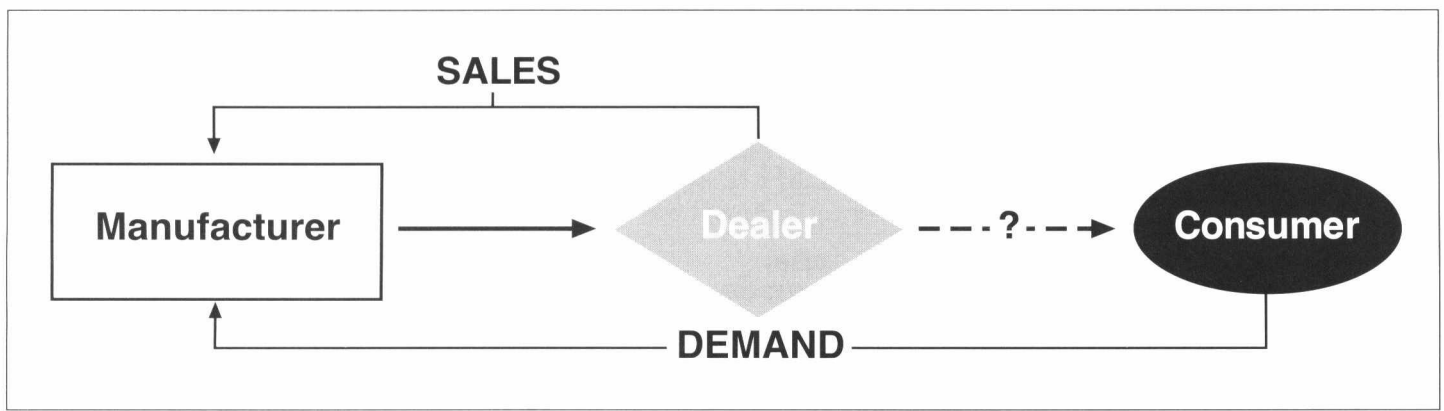 SALES
Manufacturer
Dealer
?
Consumer
DEMAND